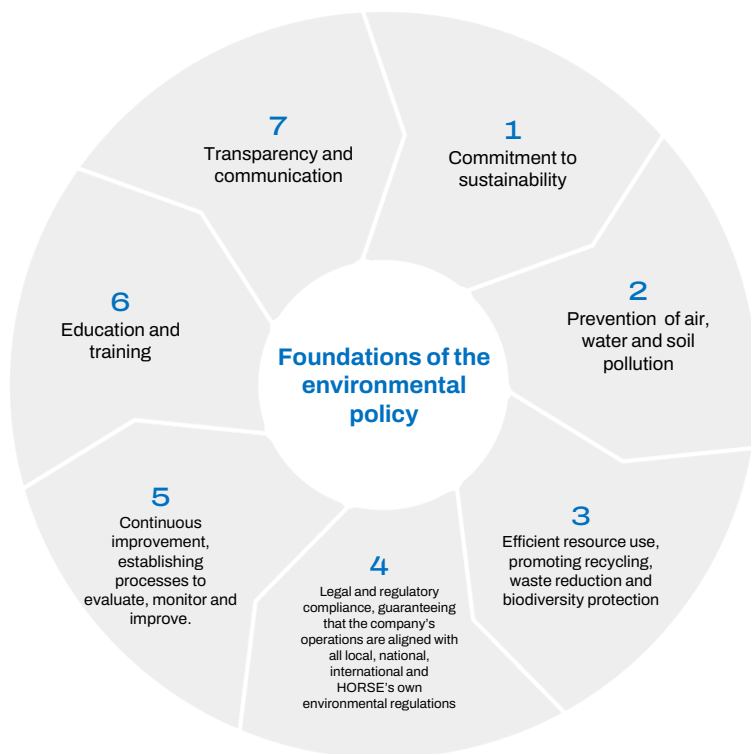 Foundations of the
environmental
policy
1
Commitment to
sustainability
2
Prevention of air,
water and soil
pollution
3
Efficient resource use,
promoting recycling,
waste reduction and
biodiversity protection
4
Legal and regulatory
compliance, guaranteeing
that the company's
operations are aligned with
all local, national,
international and
HORSE's own
environmental regulations
5
Continuous
improvement,
establishing
processes to
evaluate, monitor and
improve.
6
Education and
training
7
Transparency and
communication